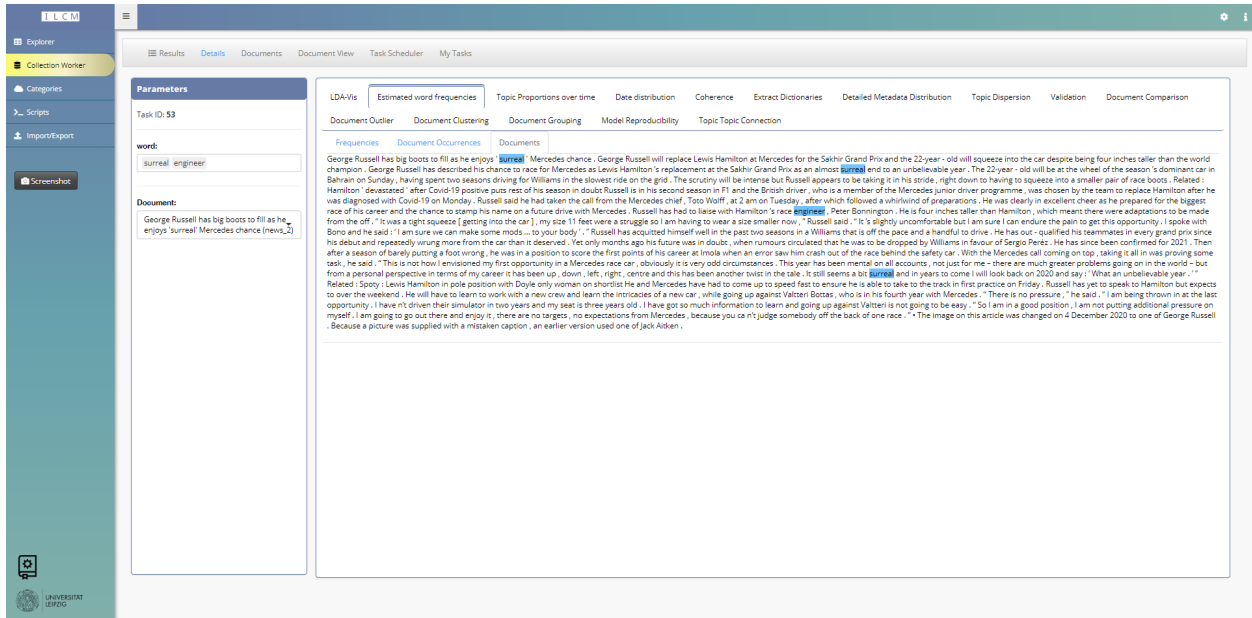 I L C M
Explorer
Collection Worker
Categories
Scripts
Import/Export
Screenshot
UNIVERSITAT
LEIPZIG
Results Details Documents Document View Task Scheduler My Tasks
Parameters
Task ID: 53
word:
surreal engineer
Document:
George Russell has big boots to fill as he
enjoys 'surreal' Mercedes chance (news_2)
LDA-Vis Estimated word frequencies Topic Proportions over time Date distribution Coherence Extract Dictionaries Detailed Metadata Distribution Topic Dispersion Validation Document Comparison
Document Outlier Document Clustering Document Grouping Model Reproducibility Topic Topic Connection
Frequencies Document Occurrences Documents
George Russell has big boots to fill as he enjoys ' surreal ' Mercedes chance . George Russell will replace Lewis Hamilton at Mercedes for the Sakhir Grand Prix and the 22-year - old will squeeze into the car despite being four inches taller than the world
champion . George Russell has described his chance to race for Mercedes as Lewis Hamilton 's replacement at the Sakhir Grand Prix as an almost surreal end to an unbelievable year . The 22-year - old will be at the wheel of the season 's dominant car in
Bahrain on Sunday , having spent two seasons driving for Williams in the slowest ride on the grid . The scrutiny will be intense but Russell appears to be taking it in his stride , right down to having to squeeze into a smaller pair of race boots . Related :
Hamilton ' devastated ' after Covid-19 positive puts rest of his season in doubt Russell is in his second season in F1 and the British driver , who is a member of the Mercedes junior driver programme , was chosen by the team to replace Hamilton after he
was diagnosed with Covid-19 on Monday . Russell said he had taken the call from the Mercedes chief , Toto Wolff , at 2 am on Tuesday , after which followed a whirlwind of preparations . He was clearly in excellent cheer as he prepared for the biggest
race of his career and the chance to stamp his name on a future drive with Mercedes . Russell has had to liaise with Hamilton 's race engineer , Peter Bonnington . He is four inches taller than Hamilton , which meant there were adaptations to be made
from the off . " It was a tight squeeze [ getting into the car ] , my size 11 feet were a struggle so I am having to wear a size smaller now , " Russell said . " It 's slightly uncomfortable but I am sure I can endure the pain to get this opportunity . I spoke with
Bono and he said : ' I am sure we can make some mods ... to your body ' . " Russell has acquitted himself well in the past two seasons in a Williams that is off the pace and a handful to drive . He has out - qualified his teammates in every grand prix since
his debut and repeatedly wrung more from the car than it deserved . Yet only months ago his future was in doubt , when rumours circulated that he was to be dropped by Williams in favour of Sergio Peréz . He has since been confirmed for 2021 . Then
after a season of barely putting a foot wrong , he was in a position to score the first points of his career at Imola when an error saw him crash out of the race behind the safety car . With the Mercedes call coming on top , taking it all in was proving some
task , he said . " This is not how I envisioned my first opportunity in a Mercedes race car , obviously it is very odd circumstances . This year has been mental on all accounts , not just for me – there are much greater problems going on in the world – but
from a personal perspective in terms of my career it has been up , down , left , right , centre and this has been another twist in the tale . It still seems a bit surreal and in years to come I will look back on 2020 and say : ' What an unbelievable year . ' "
Related : Spoty : Lewis Hamilton in pole position with Doyle only woman on shortlist He and Mercedes have had to come up to speed fast to ensure he is able to take to the track in first practice on Friday . Russell has yet to speak to Hamilton but expects
to over the weekend . He will have to learn to work with a new crew and learn the intricacies of a new car , while going up against Valtteri Bottas , who is in his fourth year with Mercedes . " There is no pressure , " he said . " I am being thrown in at the last
opportunity . I have n't driven their simulator in two years and my seat is three years old . I have got so much information to learn and going up against Valtteri is not going to be easy . " So I am in a good position , I am not putting additional pressure on
myself . I am going to go out there and enjoy it , there are no targets , no expectations from Mercedes , because you ca n't judge somebody off the back of one race . " • The image on this article was changed on 4 December 2020 to one of George Russell
. Because a picture was supplied with a mistaken caption , an earlier version used one of Jack Aitken .